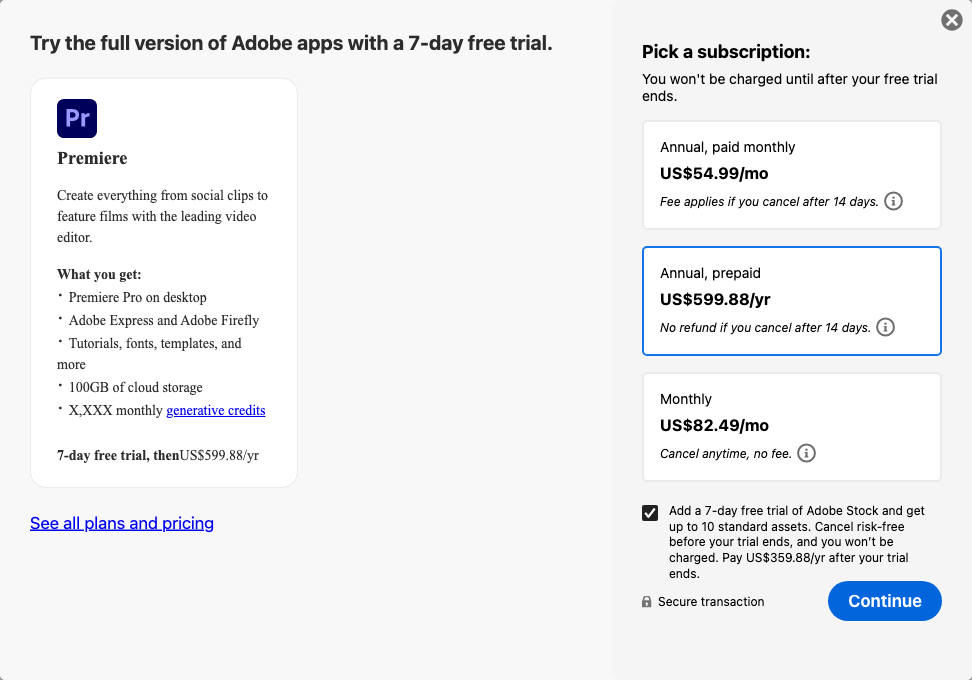 Try the full version of Adobe apps with a 7-day free trial.
Pr
Premiere
Create everything from social clips to
feature films with the leading video
editor.
What you get:
· Premiere Pro on desktop
· Adobe Express and Adobe Firefly
· Tutorials, fonts, templates, and
more
· 100GB of cloud storage
· X,XXX monthly generative credits
7-day free trial, thenUS$599.88/yr
See all plans and pricing
Pick a subscription:
You won't be charged until after your free trial
ends.
Annual, paid monthly
US$54.99/mo
Fee applies if you cancel after 14 days.
Annual, prepaid
US$599.88/yr
No refund if you cancel after 14 days.
Monthly
US$82.49/mo
Cancel anytime, no fee.
Add a 7-day free trial of Adobe Stock and get
up to 10 standard assets. Cancel risk-free
before your trial ends, and you won’t be
charged. Pay US$359.88/yr after your trial
ends.
Secure transaction
Continue